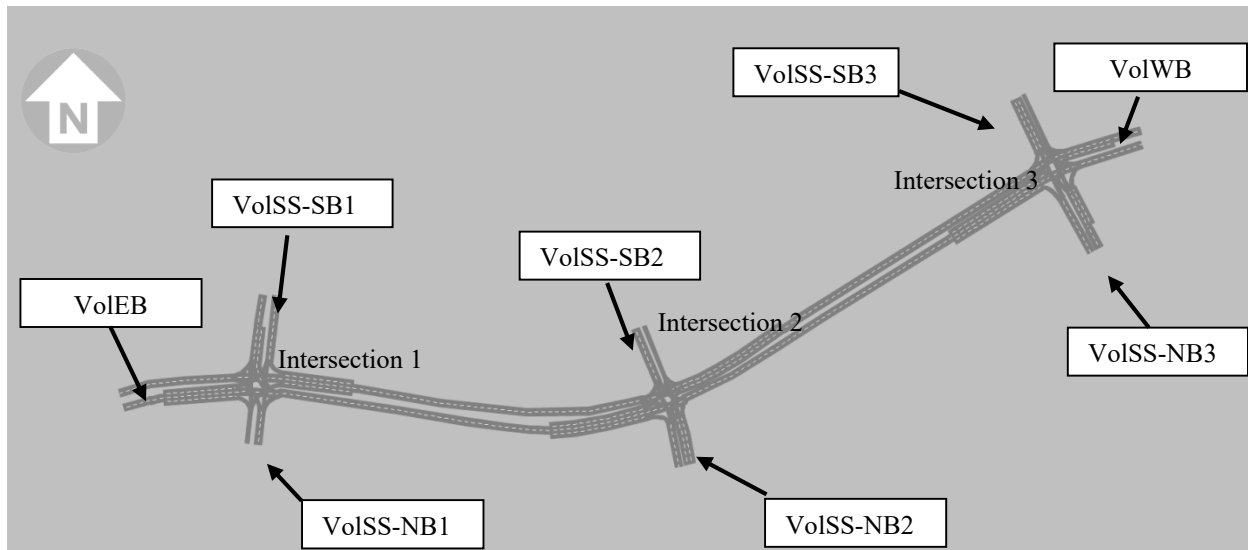 N
VolSS-SB3
VolWB
Intersection 3
VolSS-SB1
VolSS-SB2
VolEB
Intersection 2
Intersection 1
VolSS-NB3
VolSS-NB1
VolSS-NB2